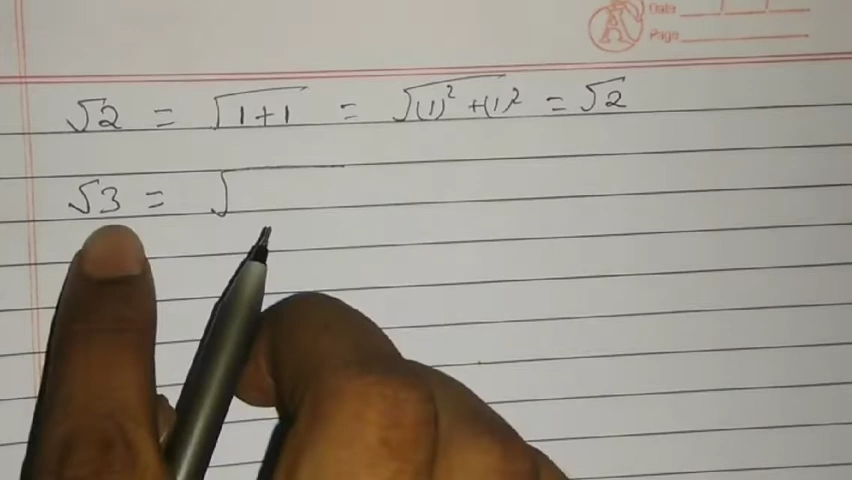 Date
Page
√2 = √1+1 = √(1)² + (1)² = √2
√3 = √